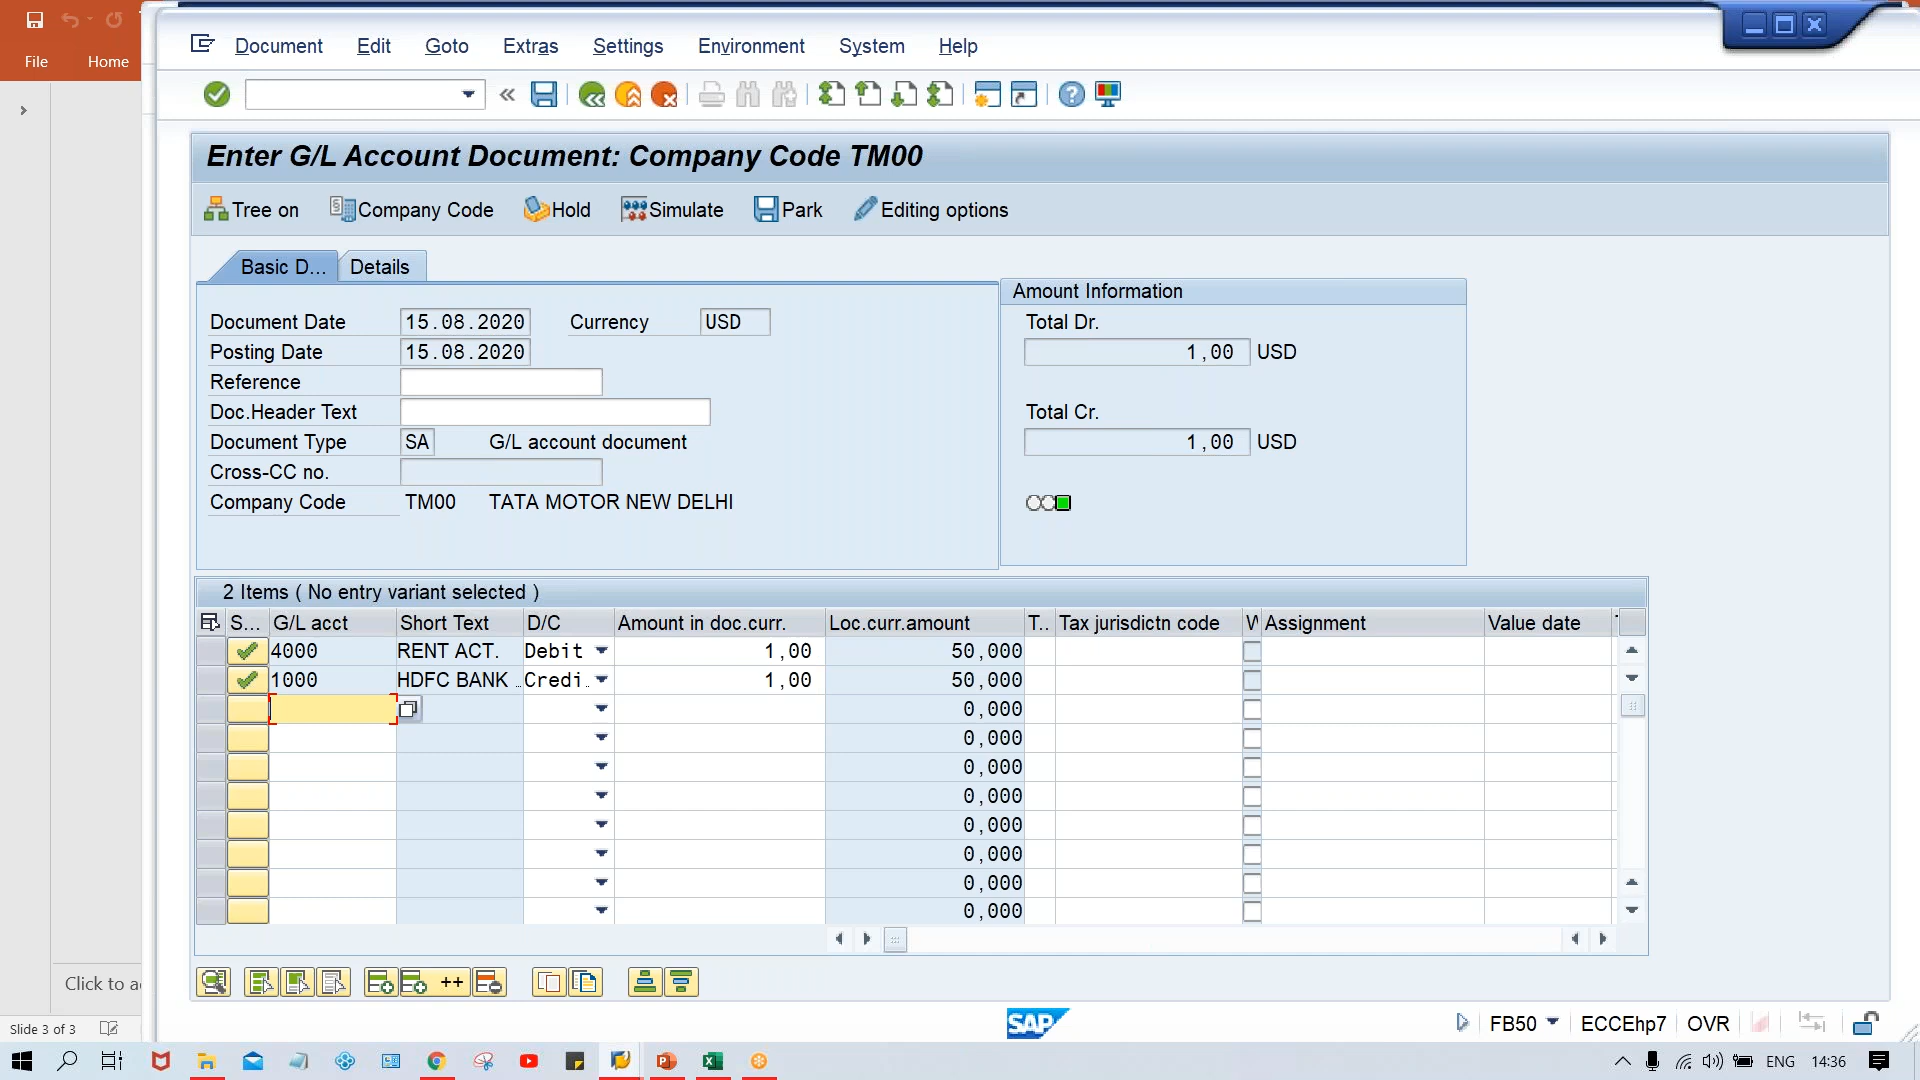 File
Home
Document Edit Goto Extras Settings Environment System Help
Enter G/L Account Document: Company Code TM00
Tree on Company Code Hold Simulate Park Editing options
Basic D... Details
Amount Information
Document Date 15.08.2020 Currency USD
Total Dr.
Posting Date 15.08.2020
1,00 USD
Reference
Doc.Header Text
Total Cr.
Document Type SA G/L account document
1,00 USD
Cross-CC no.
Company Code TM00 TATA MOTOR NEW DELHI
2 Items ( No entry variant selected )
S... G/L acct Short Text D/C Amount in doc.curr. Loc.curr.amount T.. Tax jurisdictn code W Assignment Value date
4000 RENT ACT. Debit 1,00 50,000
1000 HDFC BANK Credi. 1,00 50,000
0,000
0,000
0,000
0,000
0,000
0,000
0,000
0,000
++
Click to a
SAP
FB50 ECCEhp7 OVR
Slide 3 of 3
ENG 14:36